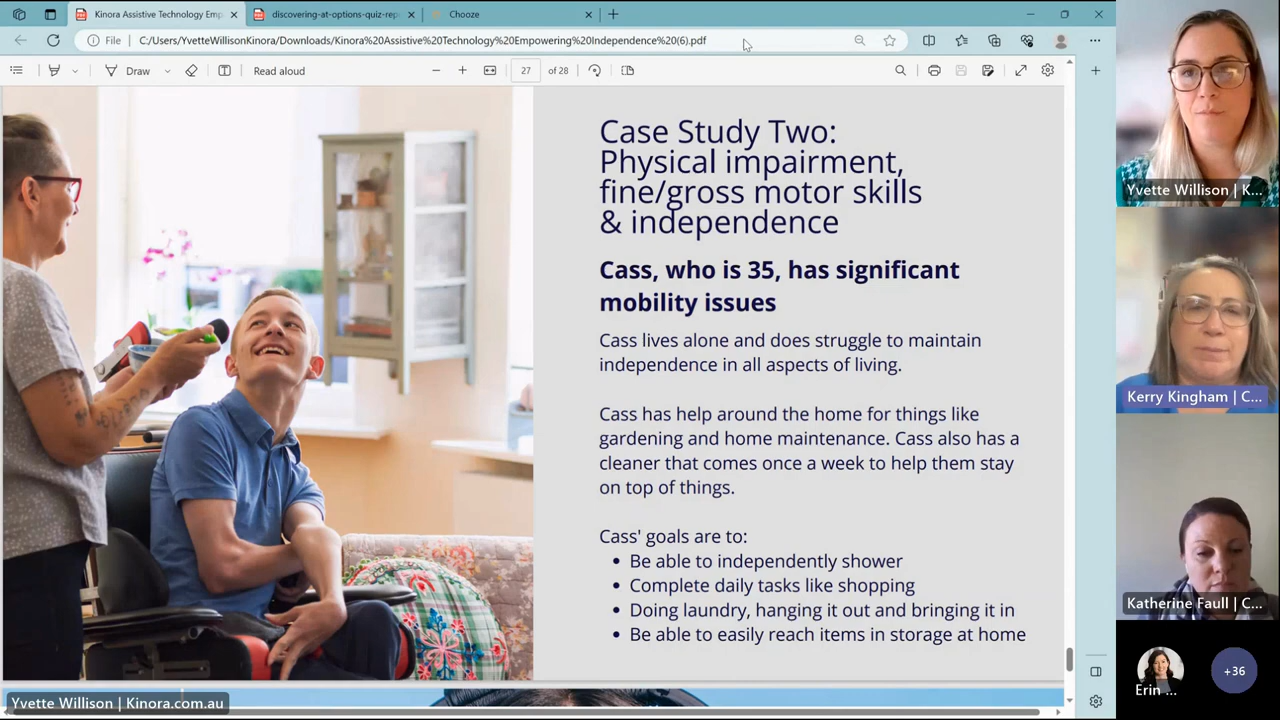 Kinora Assistive Technology Emp
discovering-at-options-quiz-rep
Chooze
File
C:/Users/YvetteWillisonKinora/Downloads/Kinora%20Assistive%20Technology%20Empowering%20Independence%20(6).pdf
Draw
Read aloud
27
of 28
Case Study Two:
Physical impairment,
fine/gross motor skills
& independence
Cass, who is 35, has significant
mobility issues
Cass lives alone and does struggle to maintain
independence in all aspects of living.
Cass has help around the home for things like
gardening and home maintenance. Cass also has a
cleaner that comes once a week to help them stay
on top of things.
Cass' goals are to:
• Be able to independently shower
• Complete daily tasks like shopping
• Doing laundry, hanging it out and bringing it in
• Be able to easily reach items in storage at home
Yvette Willison | Kinora.com.au
Yvette Willison | K...
Kerry Kingham | C...
Katherine Faull | C...
Erin ...
+36